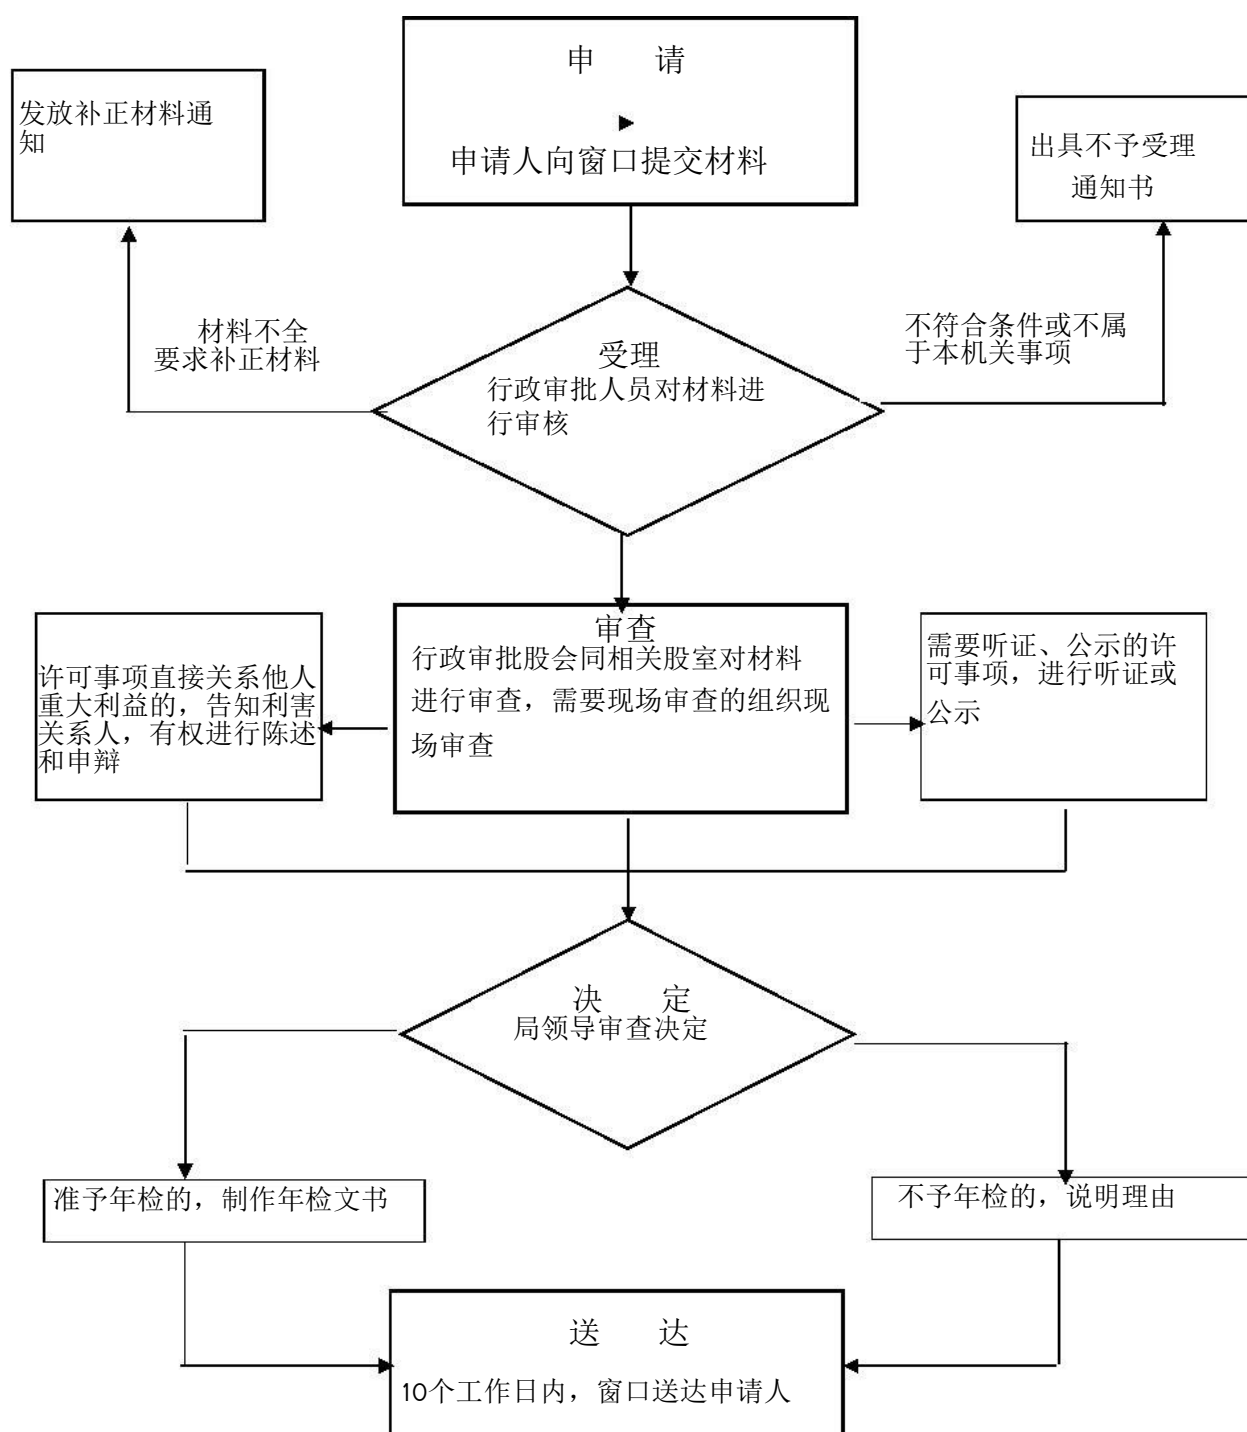 申 请
申请人向窗口提交材料
发放补正材料通
知
出具不予受理
通知书
材料不全
要求补正材料
不符合条件或不属
于本机关事项
受理
行政审批人员对材料进
行审核
审查
行政审批股会同相关股室对材料
进行审查，需要现场审查的组织现
场审查
许可事项直接关系他人
重大利益的，告知利害
关系人，有权进行陈述
和申辩
需要听证、公示的许
可事项，进行听证或
公示
决 定
局领导审查决定
准予年检的，制作年检文书
不予年检的，说明理由
送 达
10个工作日内，窗口送达申请人